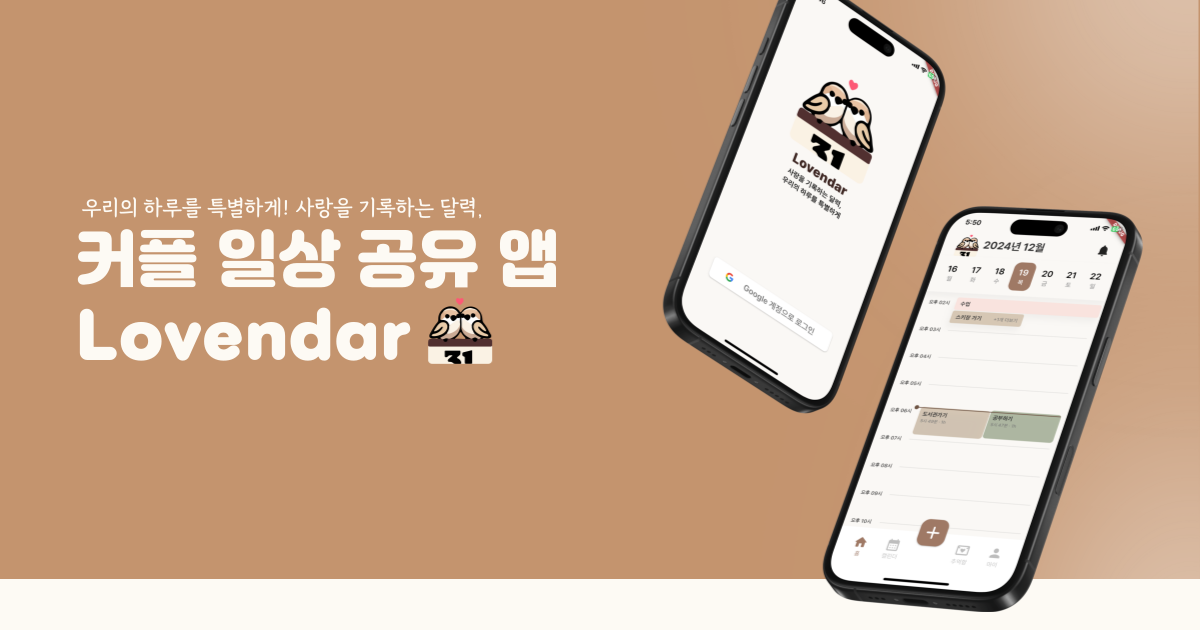 우리의 하루를 특별하게! 사랑을 기록하는 달력,
커플 일상 공유 앱
Lovendar
31
31
Lovendar
사랑을 기록하는 달력,
우리의 하루를 특별하게
Google 계정으로 로그인
5:50
2024년 12월
16 17 18 19 20 21 22
월 화 수 목 금 토 일
오후 02시
수업
스키장 가기
오후 03시
오후 04시
오후 05시
오후 06시
도서관가기
공부하기
오후 07시
오후 08시
오후 09시
오후 10시
+
홈
캘린더